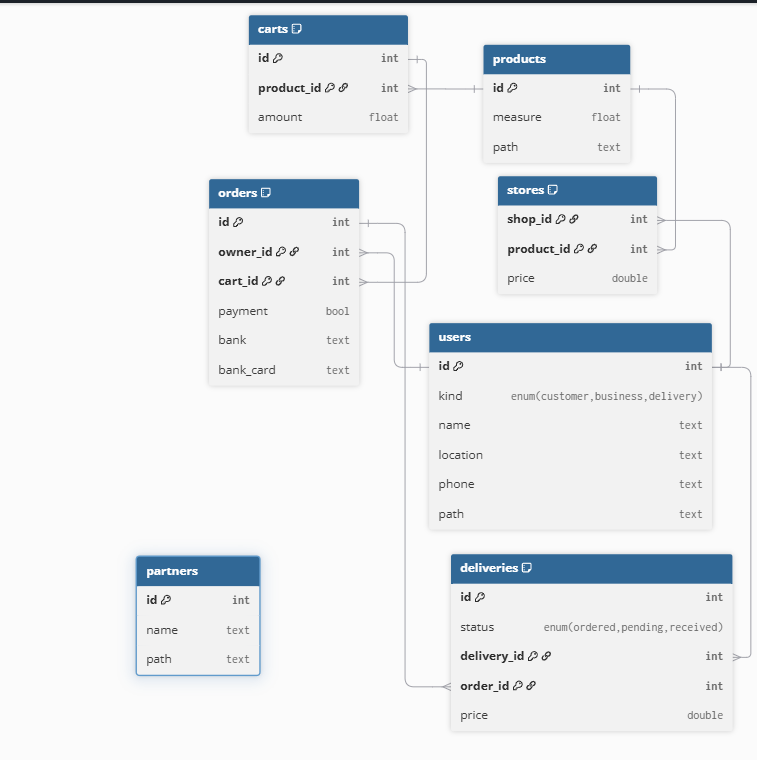 carts
id int
product_id int
amount float
products
id int
measure float
path text
stores
shop_id int
product_id int
price double
orders
id int
owner_id int
cart_id int
payment bool
bank text
bank_card text
users
id int
kind enum(customer,business,delivery)
name text
location text
phone text
path text
partners
id int
name text
path text
deliveries
id int
status enum(ordered,pending,received)
delivery_id int
order_id int
price double